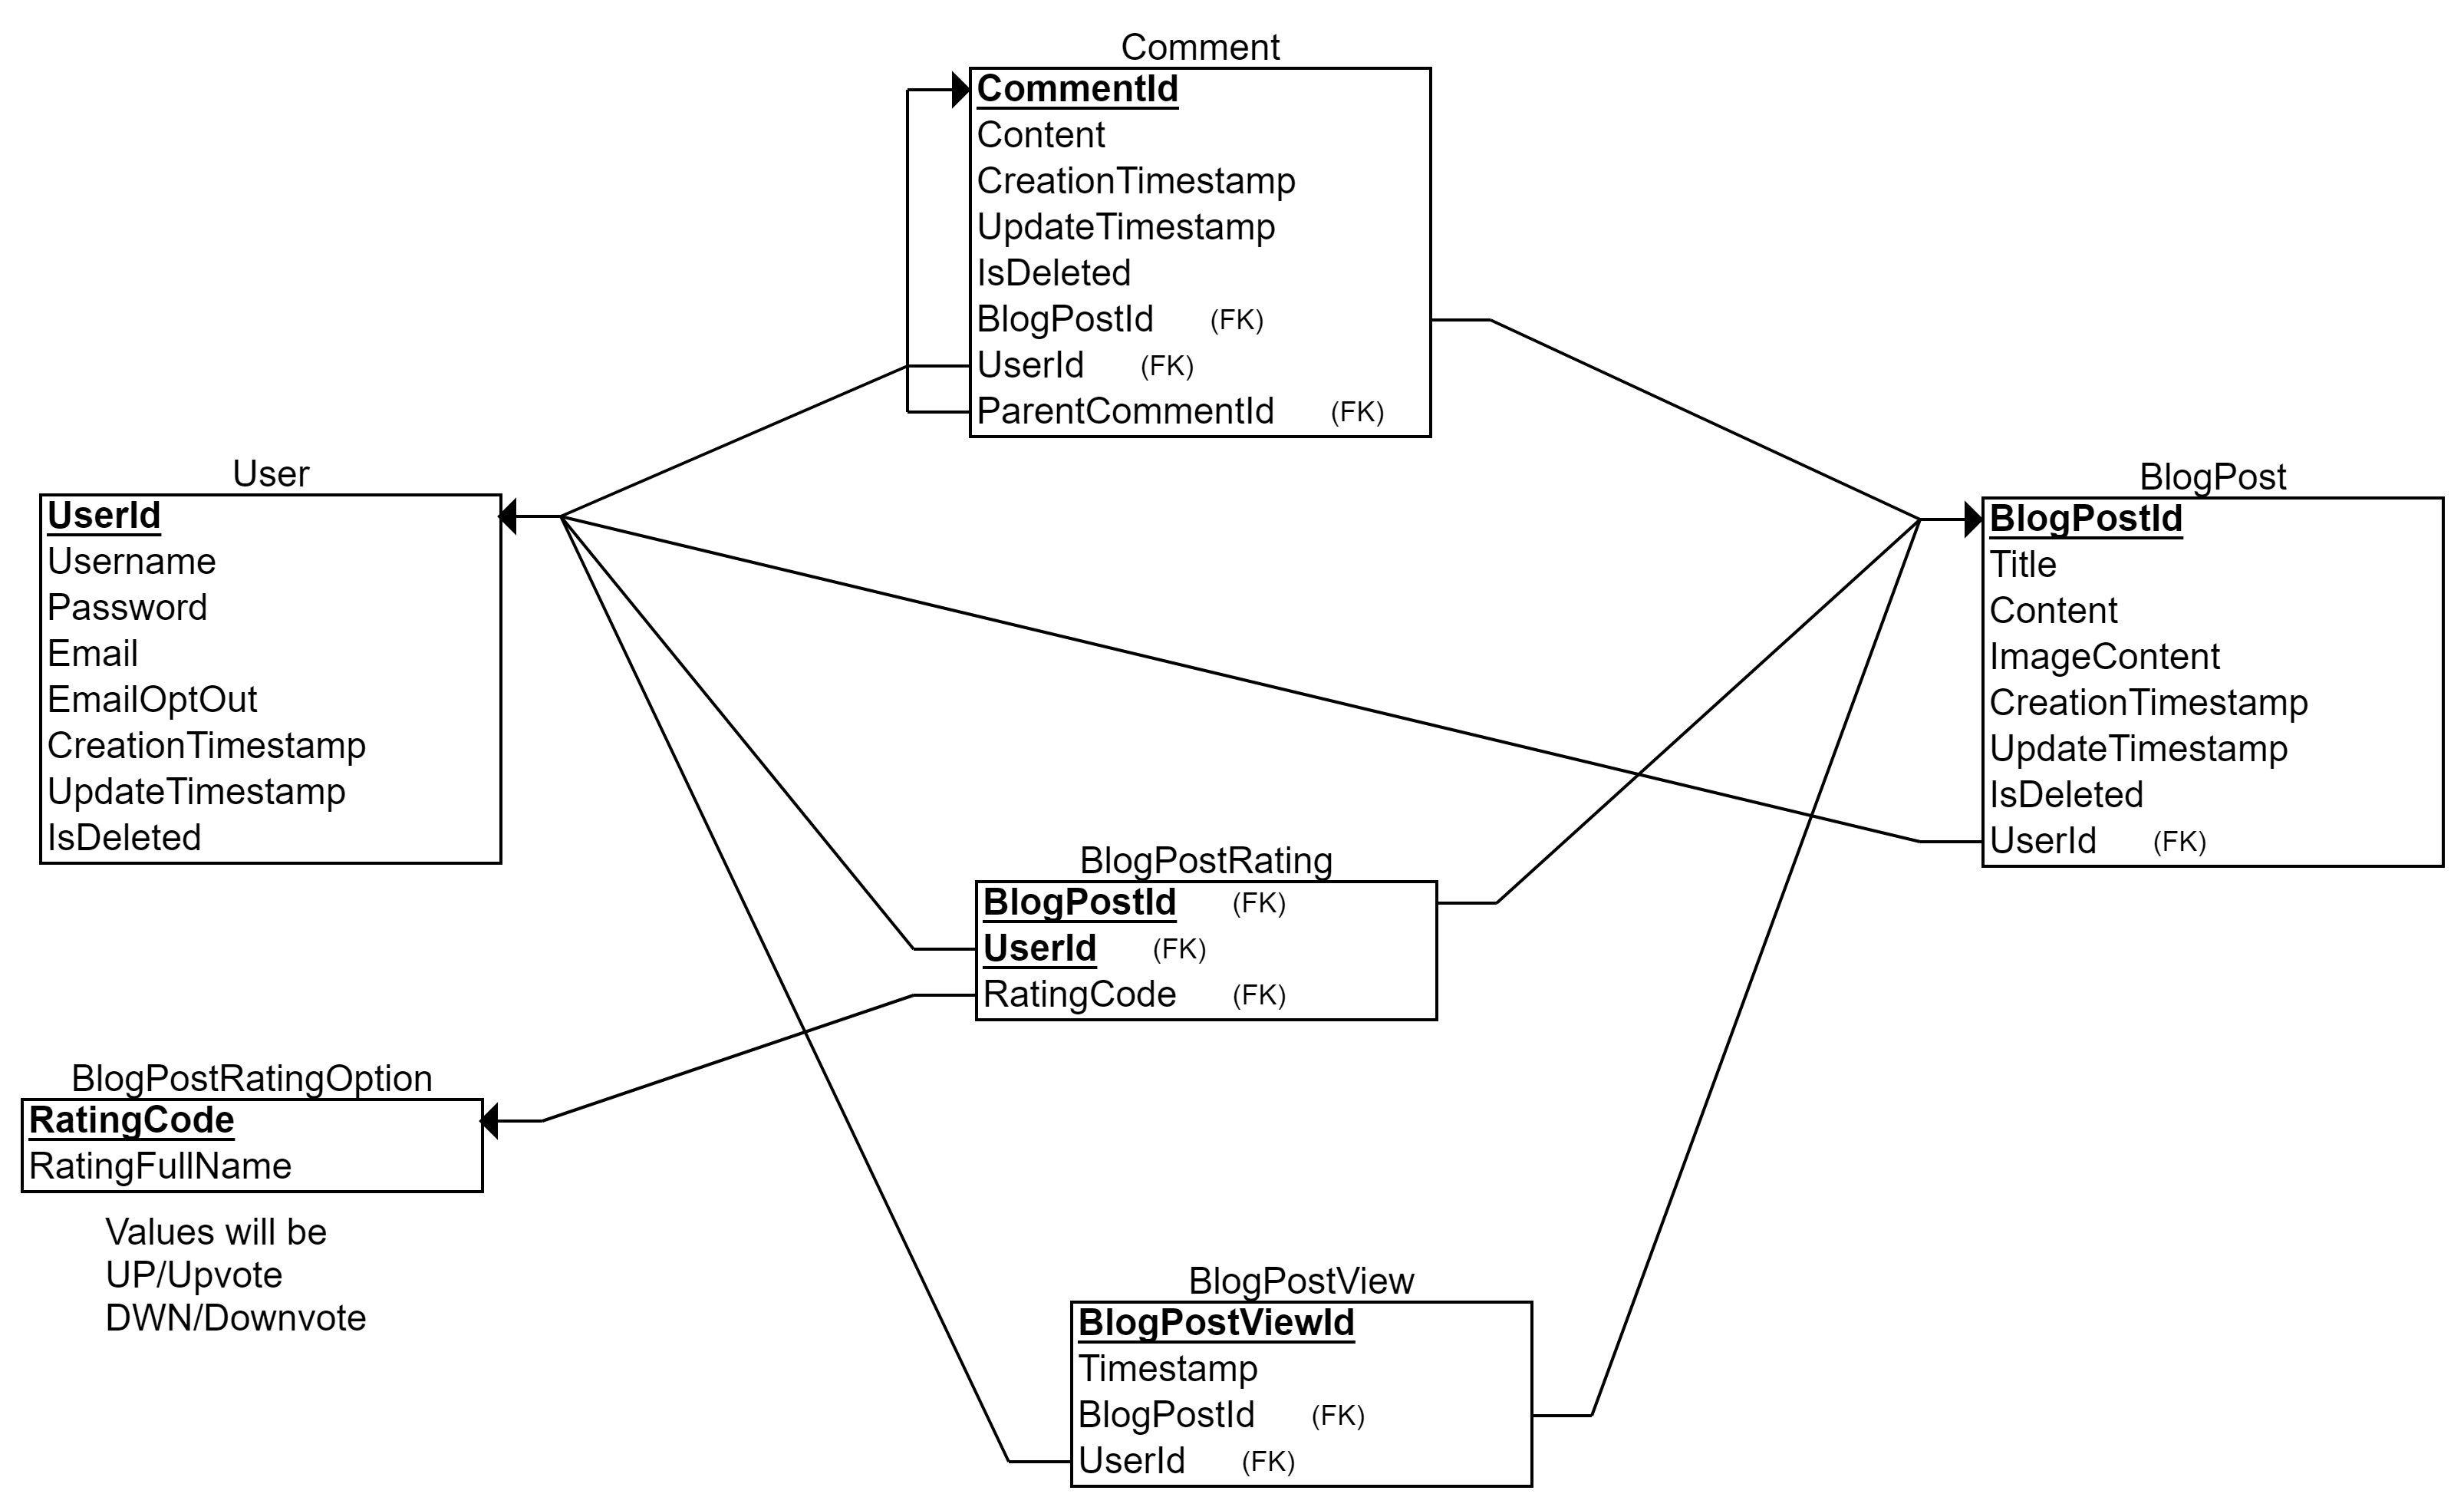 Comment
CommentId
Content
CreationTimestamp
UpdateTimestamp
IsDeleted
BlogPostId (FK)
UserId (FK)
ParentCommentId (FK)
User
UserId
Username
Password
Email
EmailOptOut
CreationTimestamp
UpdateTimestamp
IsDeleted
BlogPost
BlogPostId
Title
Content
ImageContent
CreationTimestamp
UpdateTimestamp
IsDeleted
UserId (FK)
BlogPostRating
BlogPostId (FK)
UserId (FK)
RatingCode (FK)
BlogPostRatingOption
RatingCode
RatingFullName
Values will be
UP/Upvote
DWN/Downvote
BlogPostView
BlogPostViewId
Timestamp
BlogPostId (FK)
UserId (FK)